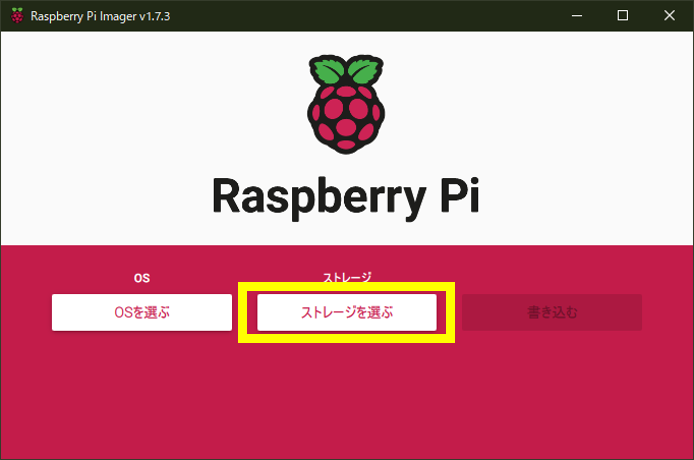 Raspberry Pi Imager v1.7.3
Raspberry Pi
OS
ストレージ
OSを選ぶ
ストレージを選ぶ
書き込む